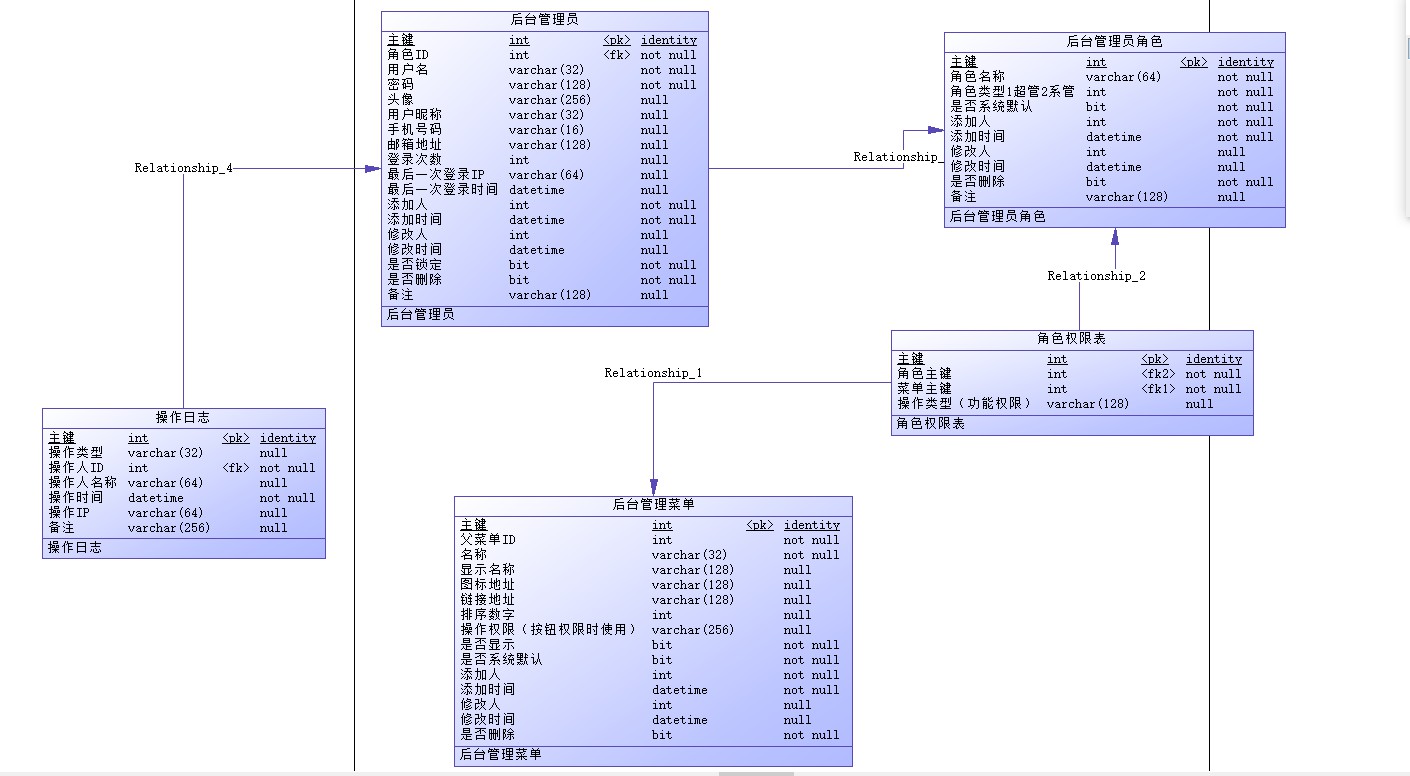 后台管理员
主键 int <pk> identity
角色ID int <fk> not null
用户名 varchar(32) not null
密码 varchar(128) not null
头像 varchar(256) null
用户昵称 varchar(32) null
手机号码 varchar(16) null
邮箱地址 varchar(128) null
登录次数 int null
最后一次登录IP varchar(64) null
最后一次登录时间 datetime null
添加人 int not null
添加时间 datetime not null
修改人 int null
修改时间 datetime null
是否锁定 bit not null
是否删除 bit not null
备注 varchar(128) null
后台管理员
后台管理员角色
主键 int <pk> identity
角色名称 varchar(64) not null
角色类型1超管2系管 int not null
是否系统默认 bit not null
添加人 int not null
添加时间 datetime not null
修改人 int null
修改时间 datetime null
是否删除 bit not null
备注 varchar(128) null
后台管理员角色
Relationship_
Relationship_4
Relationship_2
角色权限表
主键 int <pk> identity
角色主键 int <fk2> not null
菜单主键 int <fk1> not null
操作类型（功能权限） varchar(128) null
角色权限表
Relationship_1
操作日志
主键 int <pk> identity
操作类型 varchar(32) null
操作人ID int <fk> not null
操作人名称 varchar(64) null
操作时间 datetime not null
操作IP varchar(64) null
备注 varchar(256) null
操作日志
后台管理菜单
主键 int <pk> identity
父菜单ID int not null
名称 varchar(32) not null
显示名称 varchar(128) null
图标地址 varchar(128) null
链接地址 varchar(128) null
排序数字 int null
操作权限（按钮权限时使用） varchar(256) null
是否显示 bit not null
是否系统默认 bit not null
添加人 int not null
添加时间 datetime not null
修改人 int null
修改时间 datetime null
是否删除 bit not null
后台管理菜单